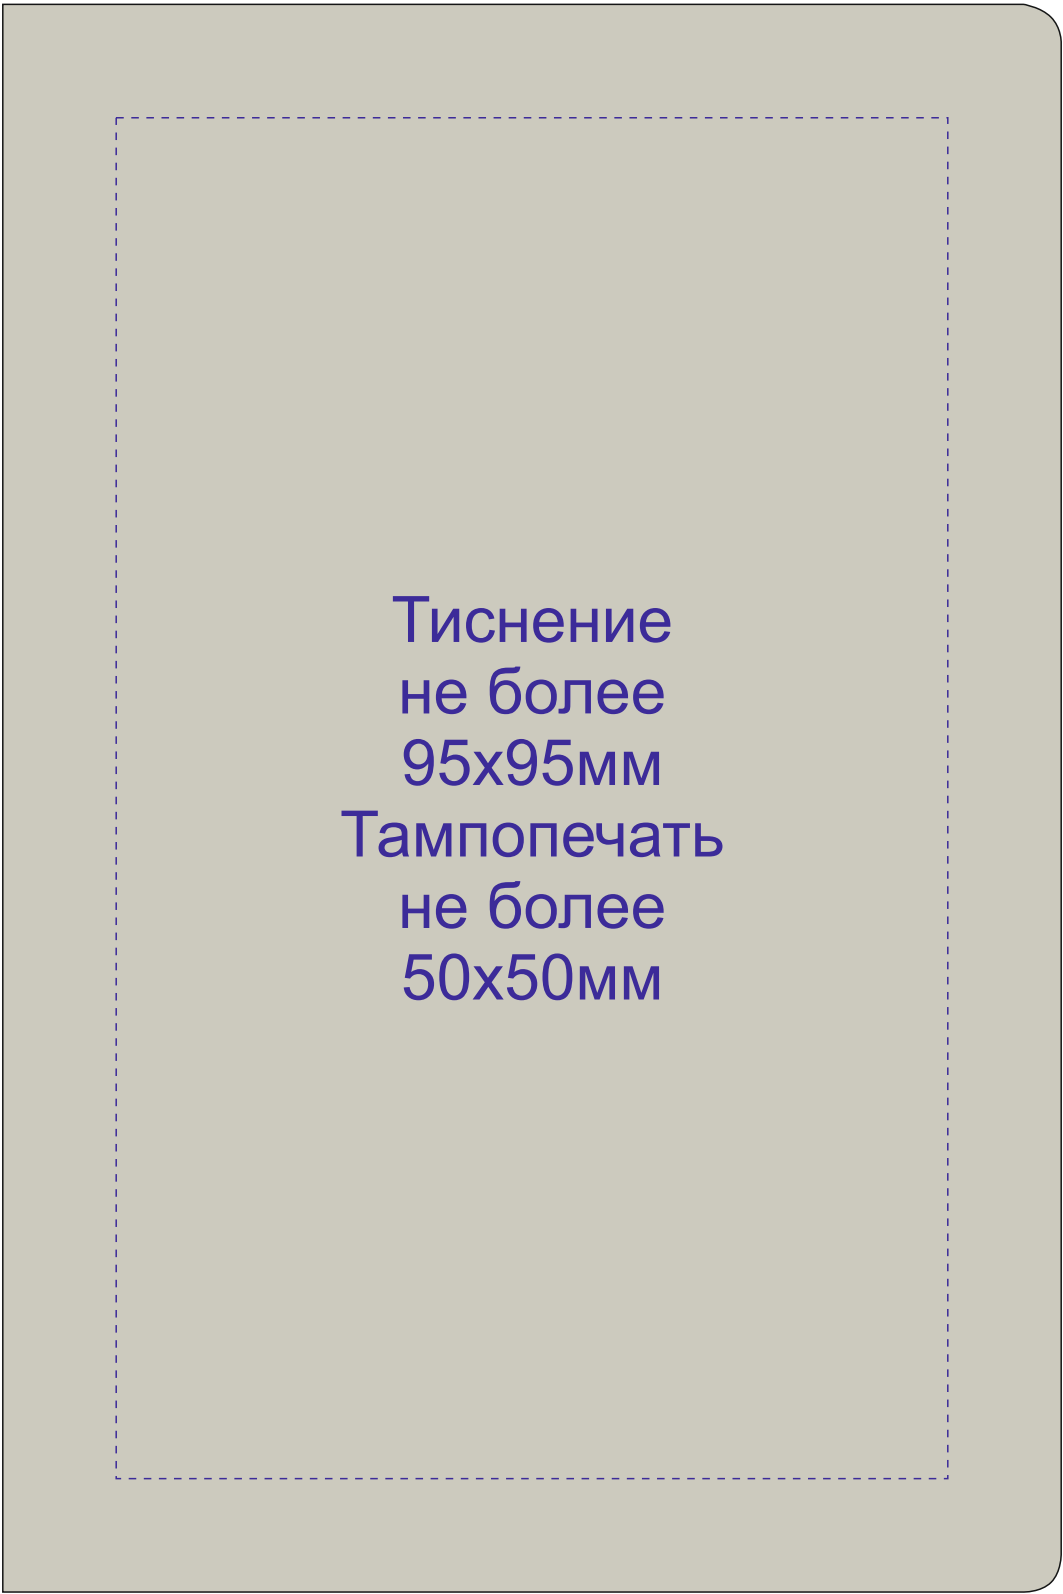 Тиснение
не более
95х95мм
Тампопечать
не более
50х50мм